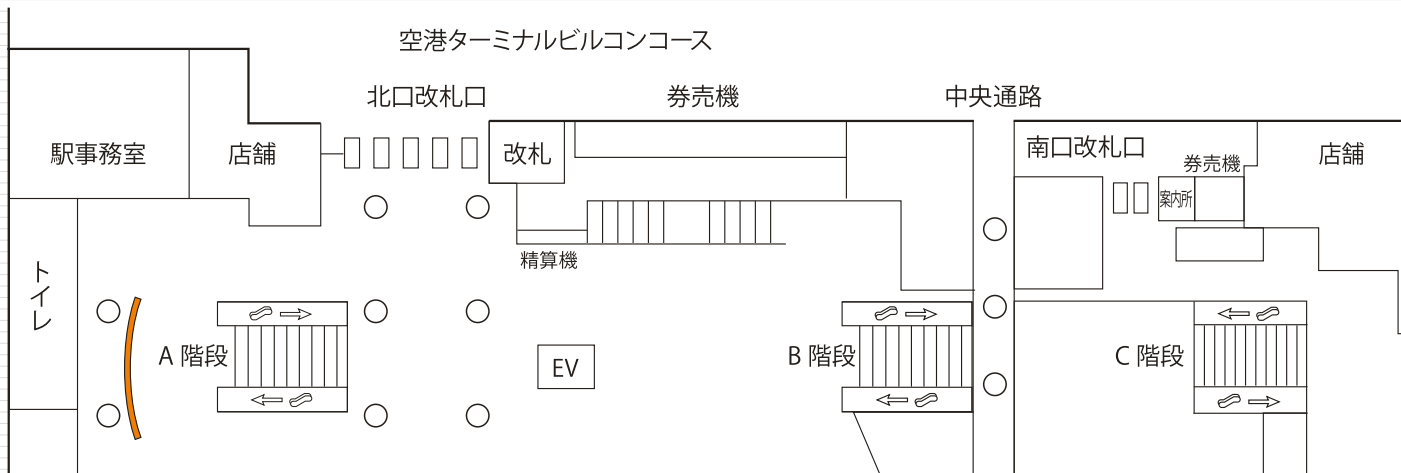 空港ターミナルビルコンコース
北口改札口
券売機
中央通路
駅事務室
店舗
改札
南口改札口
券売機
案内所
店舗
精算機
トイレ
A 階段
EV
B 階段
C 階段